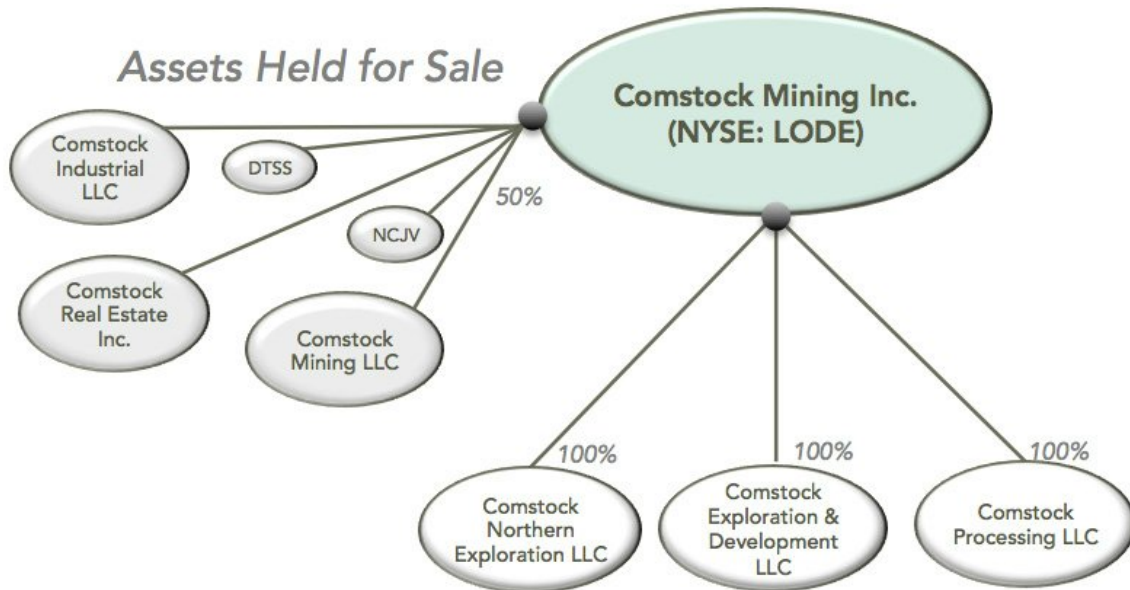 Assets Held for Sale
Comstock Mining Inc.
(NYSE: LODE)
Comstock
Industrial
LLC
DTSS
50%
NCJV
Comstock
Real Estate
Inc.
Comstock
Mining LLC
100%
100%
100%
Comstock
Northern
Exploration LLC
Comstock
Exploration &
Development
LLC
Comstock
Processing LLC